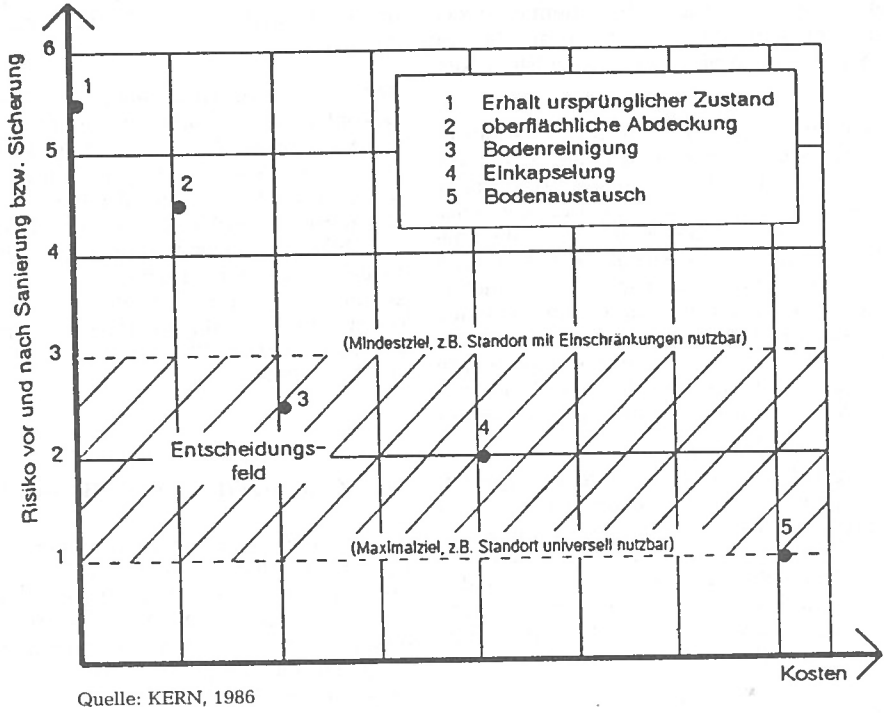 Risiko vor und nach Sanierung bzw. Sicherung
6
5
4
3
2
1
1
2
3
4
5
1 Erhalt ursprünglicher Zustand
2 oberflächliche Abdeckung
3 Bodenreinigung
4 Einkapselung
5 Bodenaustausch
(Mindestziel, z.B. Standort mit Einschränkungen nutzbar)
Entscheidungs-
feld
(Maximalziel, z.B. Standort universell nutzbar)
Kosten
Quelle: KERN, 1986